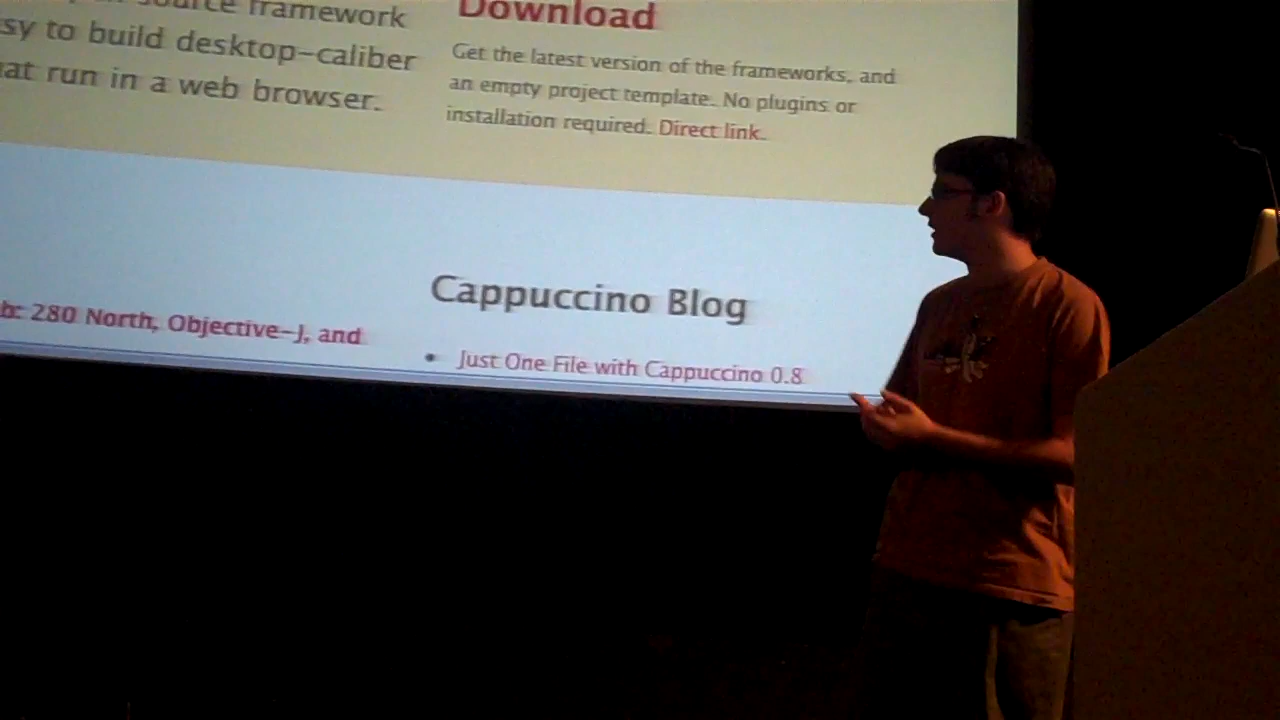 source framework
sy to build desktop-caliber
at run in a web browser.
Download
Get the latest version of the frameworks, and
an empty project template. No plugins or
installation required. Direct link.
280 North, Objective-J, and
Cappuccino Blog
• Just One File with Cappuccino 0.8